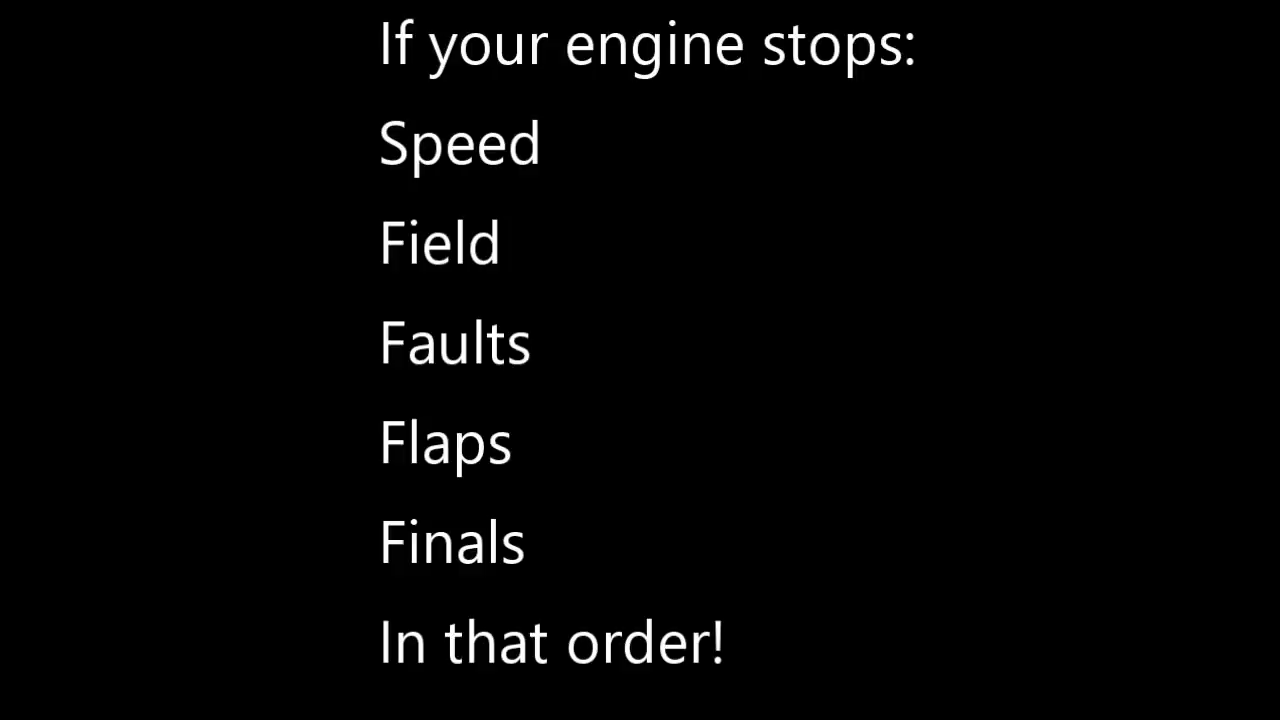 If your engine stops:
Speed
Field
Faults
Flaps
Finals
In that order!